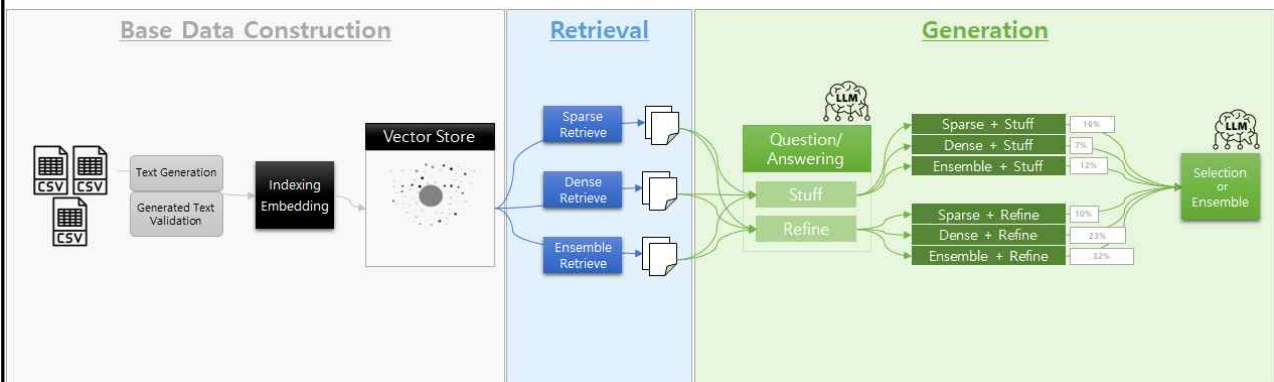 Base Data Construction
Retrieval
Generation
CSV
CSV
CSV
Text Generation
Generated Text
Validation
Indexing
Embedding
Vector Store
Sparse
Retrieve
Dense
Retrieve
Ensemble
Retrieve
LLM
Question/
Answering
Stuff
Refine
Sparse + Stuff
16%
Dense + Stuff
7%
Ensemble + Stuff
12%
Sparse + Refine
10%
Dense + Refine
23%
Ensemble + Refine
32%
LLM
Selection
or
Ensemble